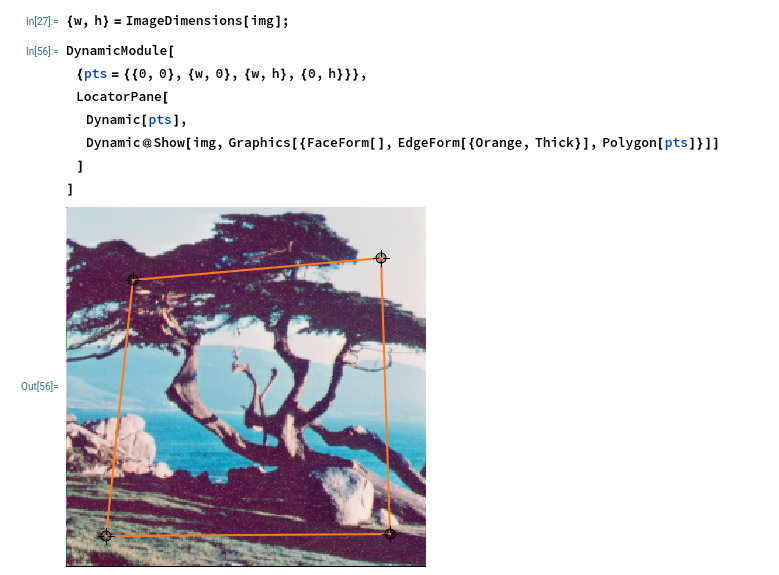 In[27]:= {w, h} = ImageDimensions[img];
In[56]:= DynamicModule[
{pts = {{0, 0}, {w, 0}, {w, h}, {0, h}}},
LocatorPane[
Dynamic[pts],
Dynamic@Show[img, Graphics[{FaceForm[], EdgeForm[{Orange, Thick}], Polygon[pts]}]]
]
]
Out[56]=